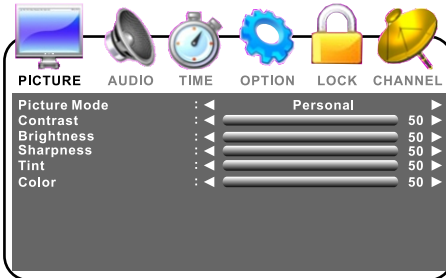 PICTURE AUDIO TIME OPTION LOCK CHANNEL
Picture Mode : Personal
Contrast : 50
Brightness : 50
Sharpness : 50
Tint : 50
Color : 50